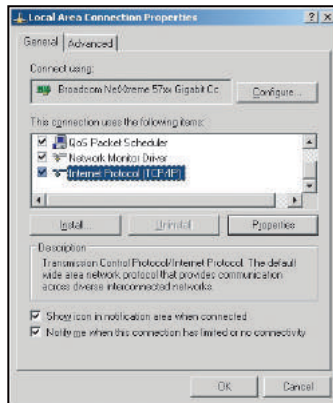 Local Area Connection Properties
General Advanced
Connect using:
Broadcom NetXtreme 57xx Gigabit Cc
Configure...
This connection uses the following items:
QoS Packet Scheduler
Network Monitor Driver
Internet Protocol (TCP/IP)
Install... Uninstall Properties
Description
Transmission Control Protocol/Internet Protocol. The default
wide area network protocol that provides communication
across diverse interconnected networks.
Show icon in notification area when connected
Notify me when this connection has limited or no connectivity
OK Cancel